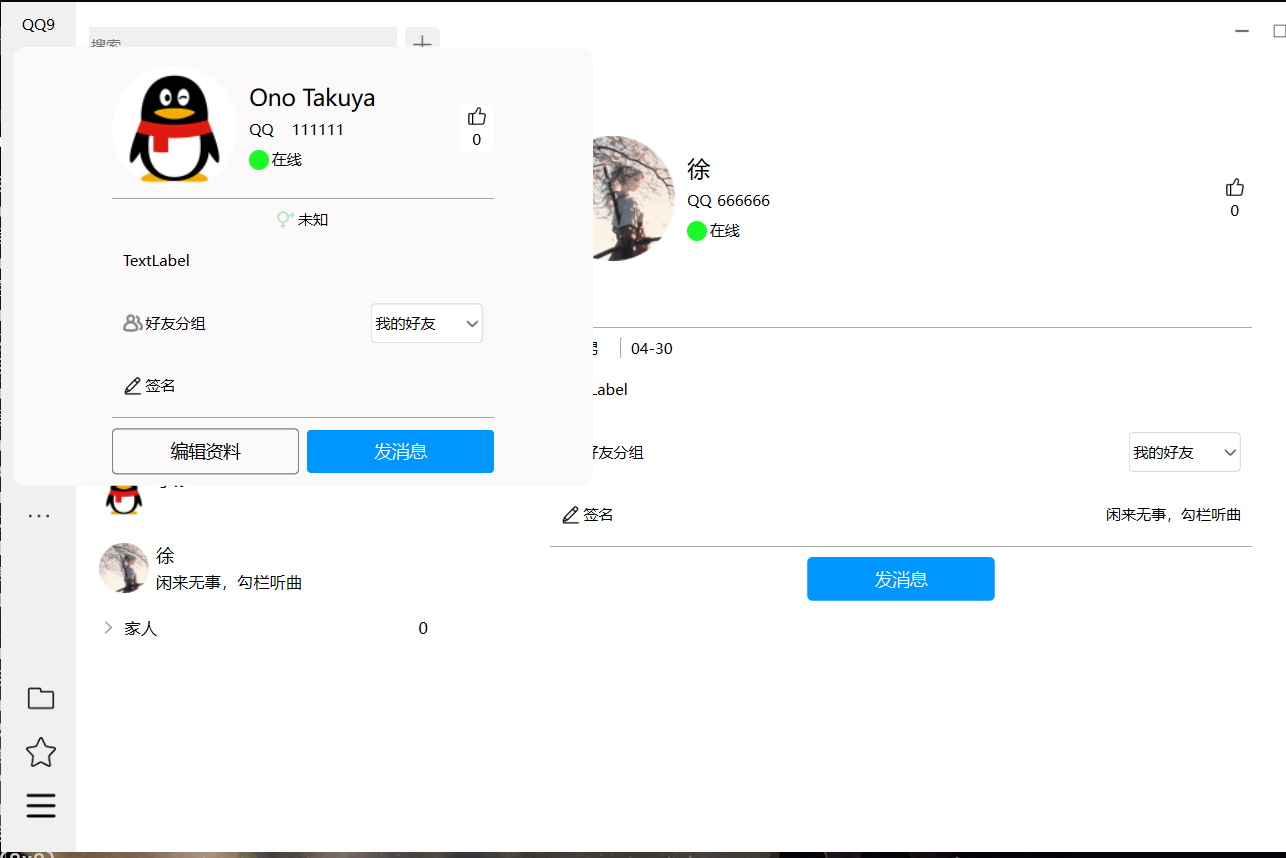 QQ9
搜索
Ono Takuya
QQ 111111
在线
0
未知
TextLabel
好友分组
我的好友
签名
编辑资料
发消息
徐
QQ 666666
在线
0
男
04-30
Label
好友分组
我的好友
签名
闲来无事，勾栏听曲
发消息
徐
闲来无事，勾栏听曲
家人
0